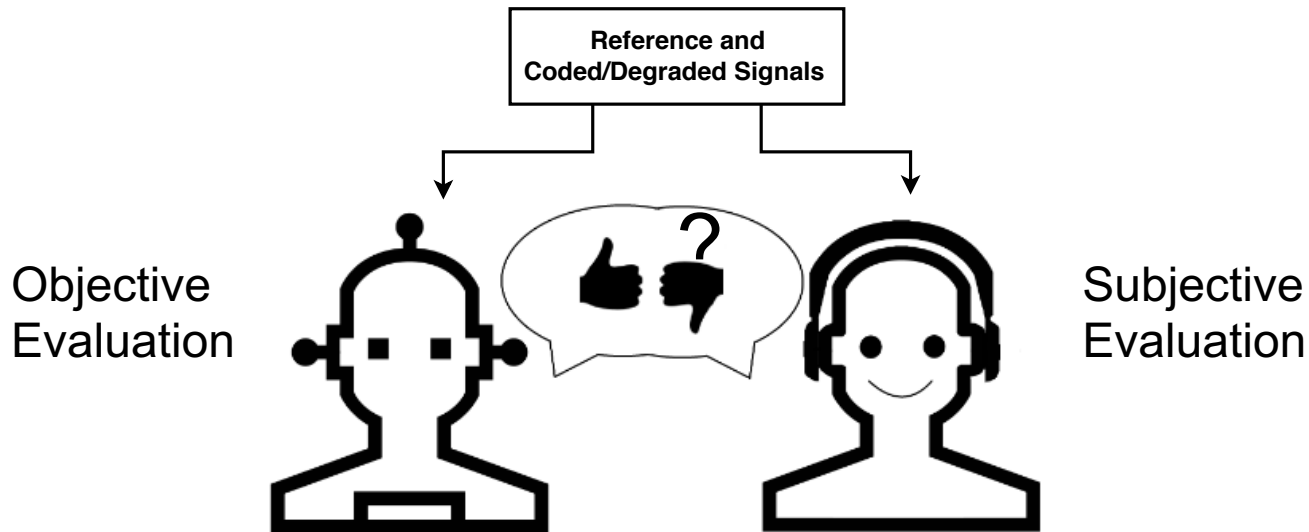 Reference and
Coded/Degraded Signals
?
Objective
Evaluation
Subjective
Evaluation